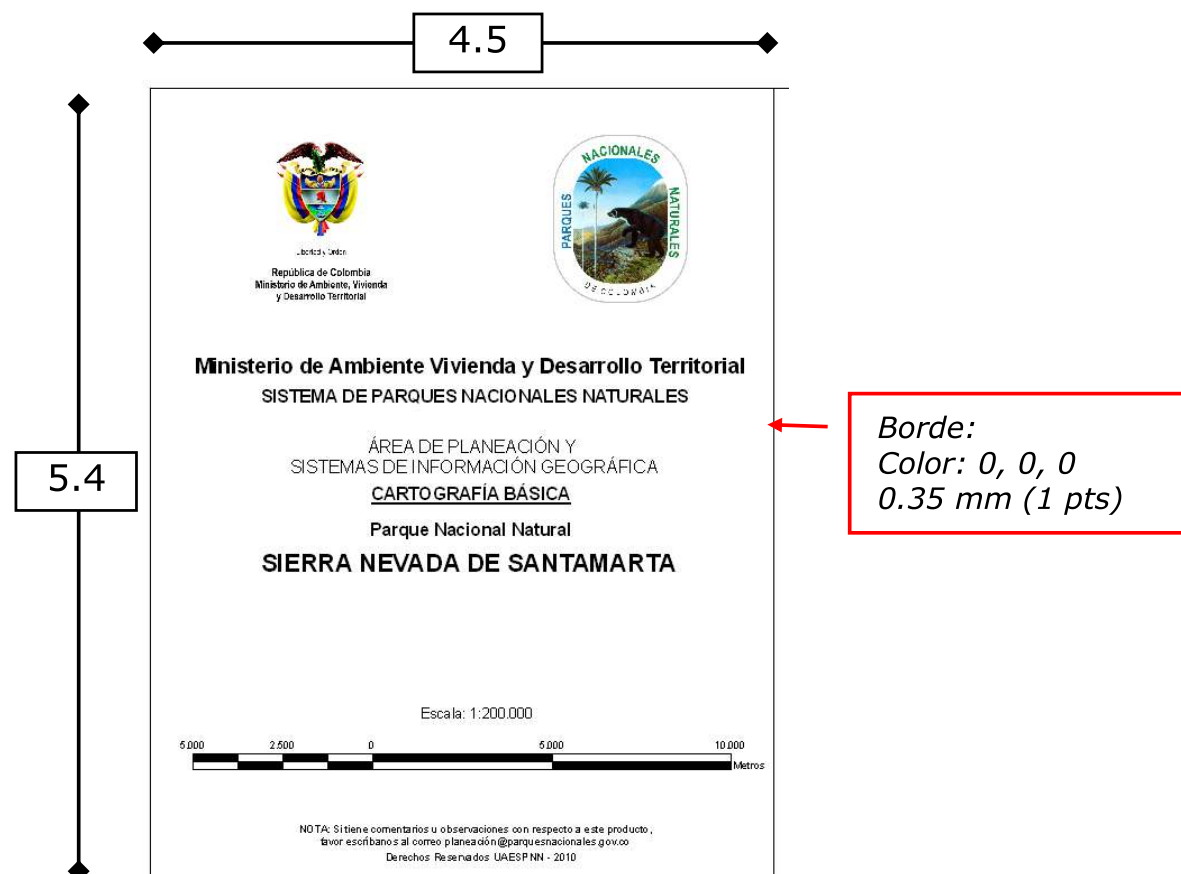 4.5
NACIONALES
PARQUES
NATURALES
DE COLOMBIA
Libertad y Orden
República de Colombia
Ministerio de Ambiente, Vivienda
y Desarrollo Territorial
Ministerio de Ambiente Vivienda y Desarrollo Territorial
SISTEMA DE PARQUES NACIONALES NATURALES
ÁREA DE PLANEACIÓN Y
SISTEMAS DE INFORMACIÓN GEOGRÁFICA
CARTOGRAFÍA BÁSICA
Parque Nacional Natural
SIERRA NEVADA DE SANTAMARTA
5.4
Borde:
Color: 0, 0, 0
0.35 mm (1 pts)
Escala: 1:200.000
5.000 2.500 0 5.000 10.000
Metros
NOTA: Si tiene comentarios u observaciones con respecto a este producto,
favor escríbanos al correo planeación@parquesnacionales.gov.co
Derechos Reservados UAESPNN - 2010